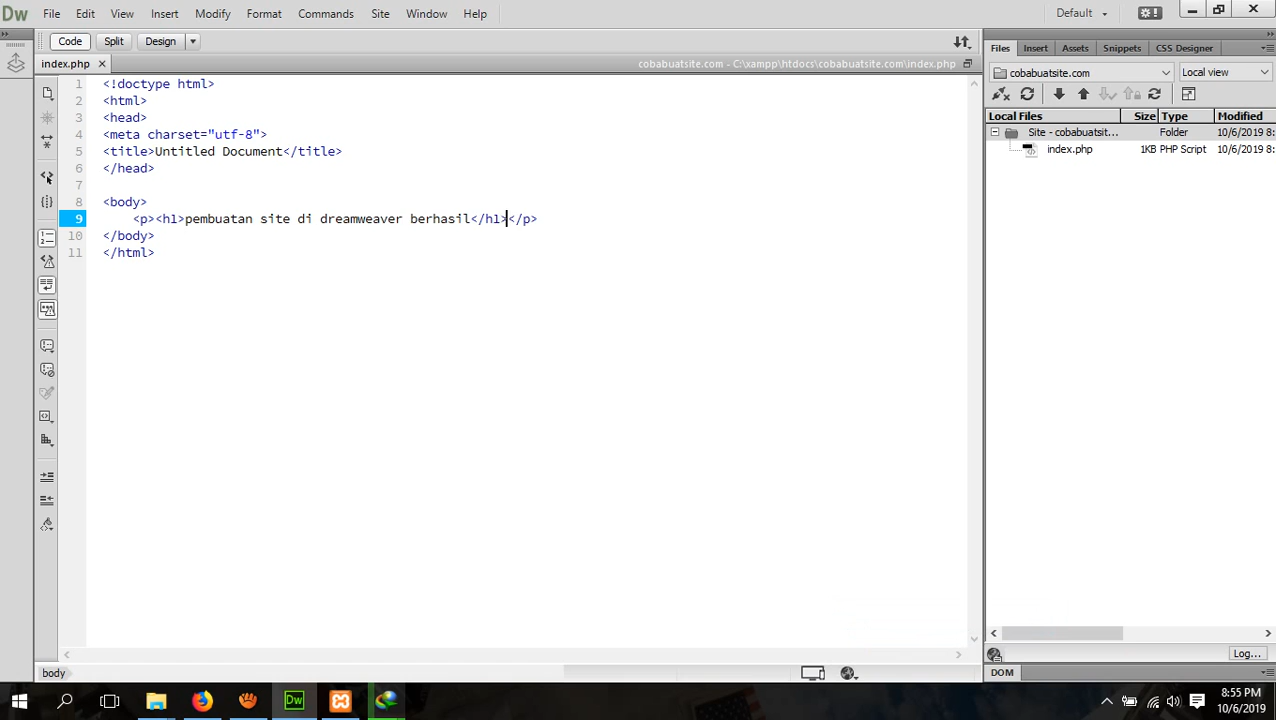 Dw File Edit View Insert Modify Format Commands Site Window Help Default
Code Split Design
index.php cobabuatsite.com - C:\xampp\htdocs\cobabuatsite.com\index.php
1 <!doctype html>
2 <html>
3 <head>
4 <meta charset="utf-8">
5 <title>Untitled Document</title>
6 </head>
7
8 <body>
9 <p><h1>pembuatan site di dreamweaver berhasil</h1></p>
10 </body>
11 </html>
body
Files Insert Assets Snippets CSS Designer
cobabuatsite.com Local view
Local Files Size Type Modified
Site - cobabuatsit... Folder 10/6/2019 8:
index.php 1KB PHP Script 10/6/2019 8:
Log...
DOM
Dw
8:55 PM
10/6/2019